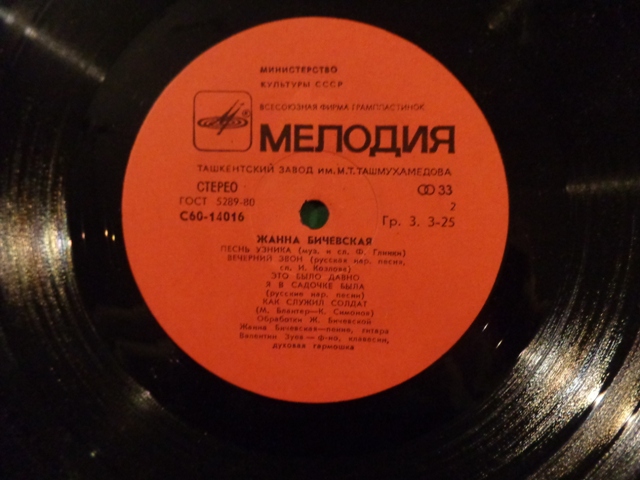 МИНИСТЕРСТВО
КУЛЬТУРЫ СССР
ВСЕСОЮЗНАЯ ФИРМА ГРАМПЛАСТИНОК
МЕЛОДИЯ
ТАШКЕНТСКИЙ ЗАВОД им. И.Т. ТАШМУХАМЕДОВА
СТЕРЕО 33
ГОСТ 5289-80 2
С60-14016 Гр. 3. 3-25
ЖАННА БИЧЕВСКАЯ
ПЕСНЬ УЗНИКА (муз. и сл. Ф. Глинки)
ВЕЧЕРНИЙ ЗВОН (русская нар. песня,
сл. И. Козлова)
ЭТО БЫЛО ДАВНО
Я В САДОЧКЕ БЫЛА
(русские нар. песни)
КАК СЛУЖИЛ СОЛДАТ
(М. Блантер—К. Симонов)
Обработки Ж. Бичевской
Жанна Бичевская—пение, гитара
Валентин Зуев—ф-но, клавесин,
духовая гармошка